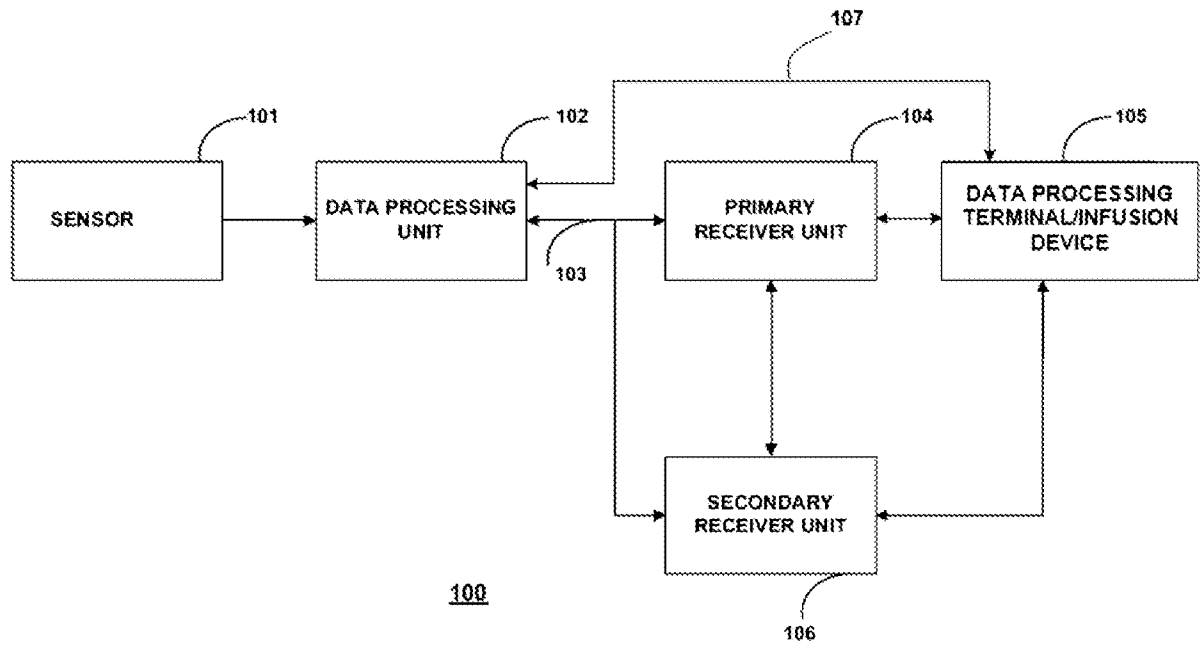 107
101
102
104
105
SENSOR
DATA PROCESSING
UNIT
PRIMARY
RECEIVER UNIT
DATA PROCESSING
TERMINAL/INFUSION
DEVICE
103
SECONDARY
RECEIVER UNIT
100
106